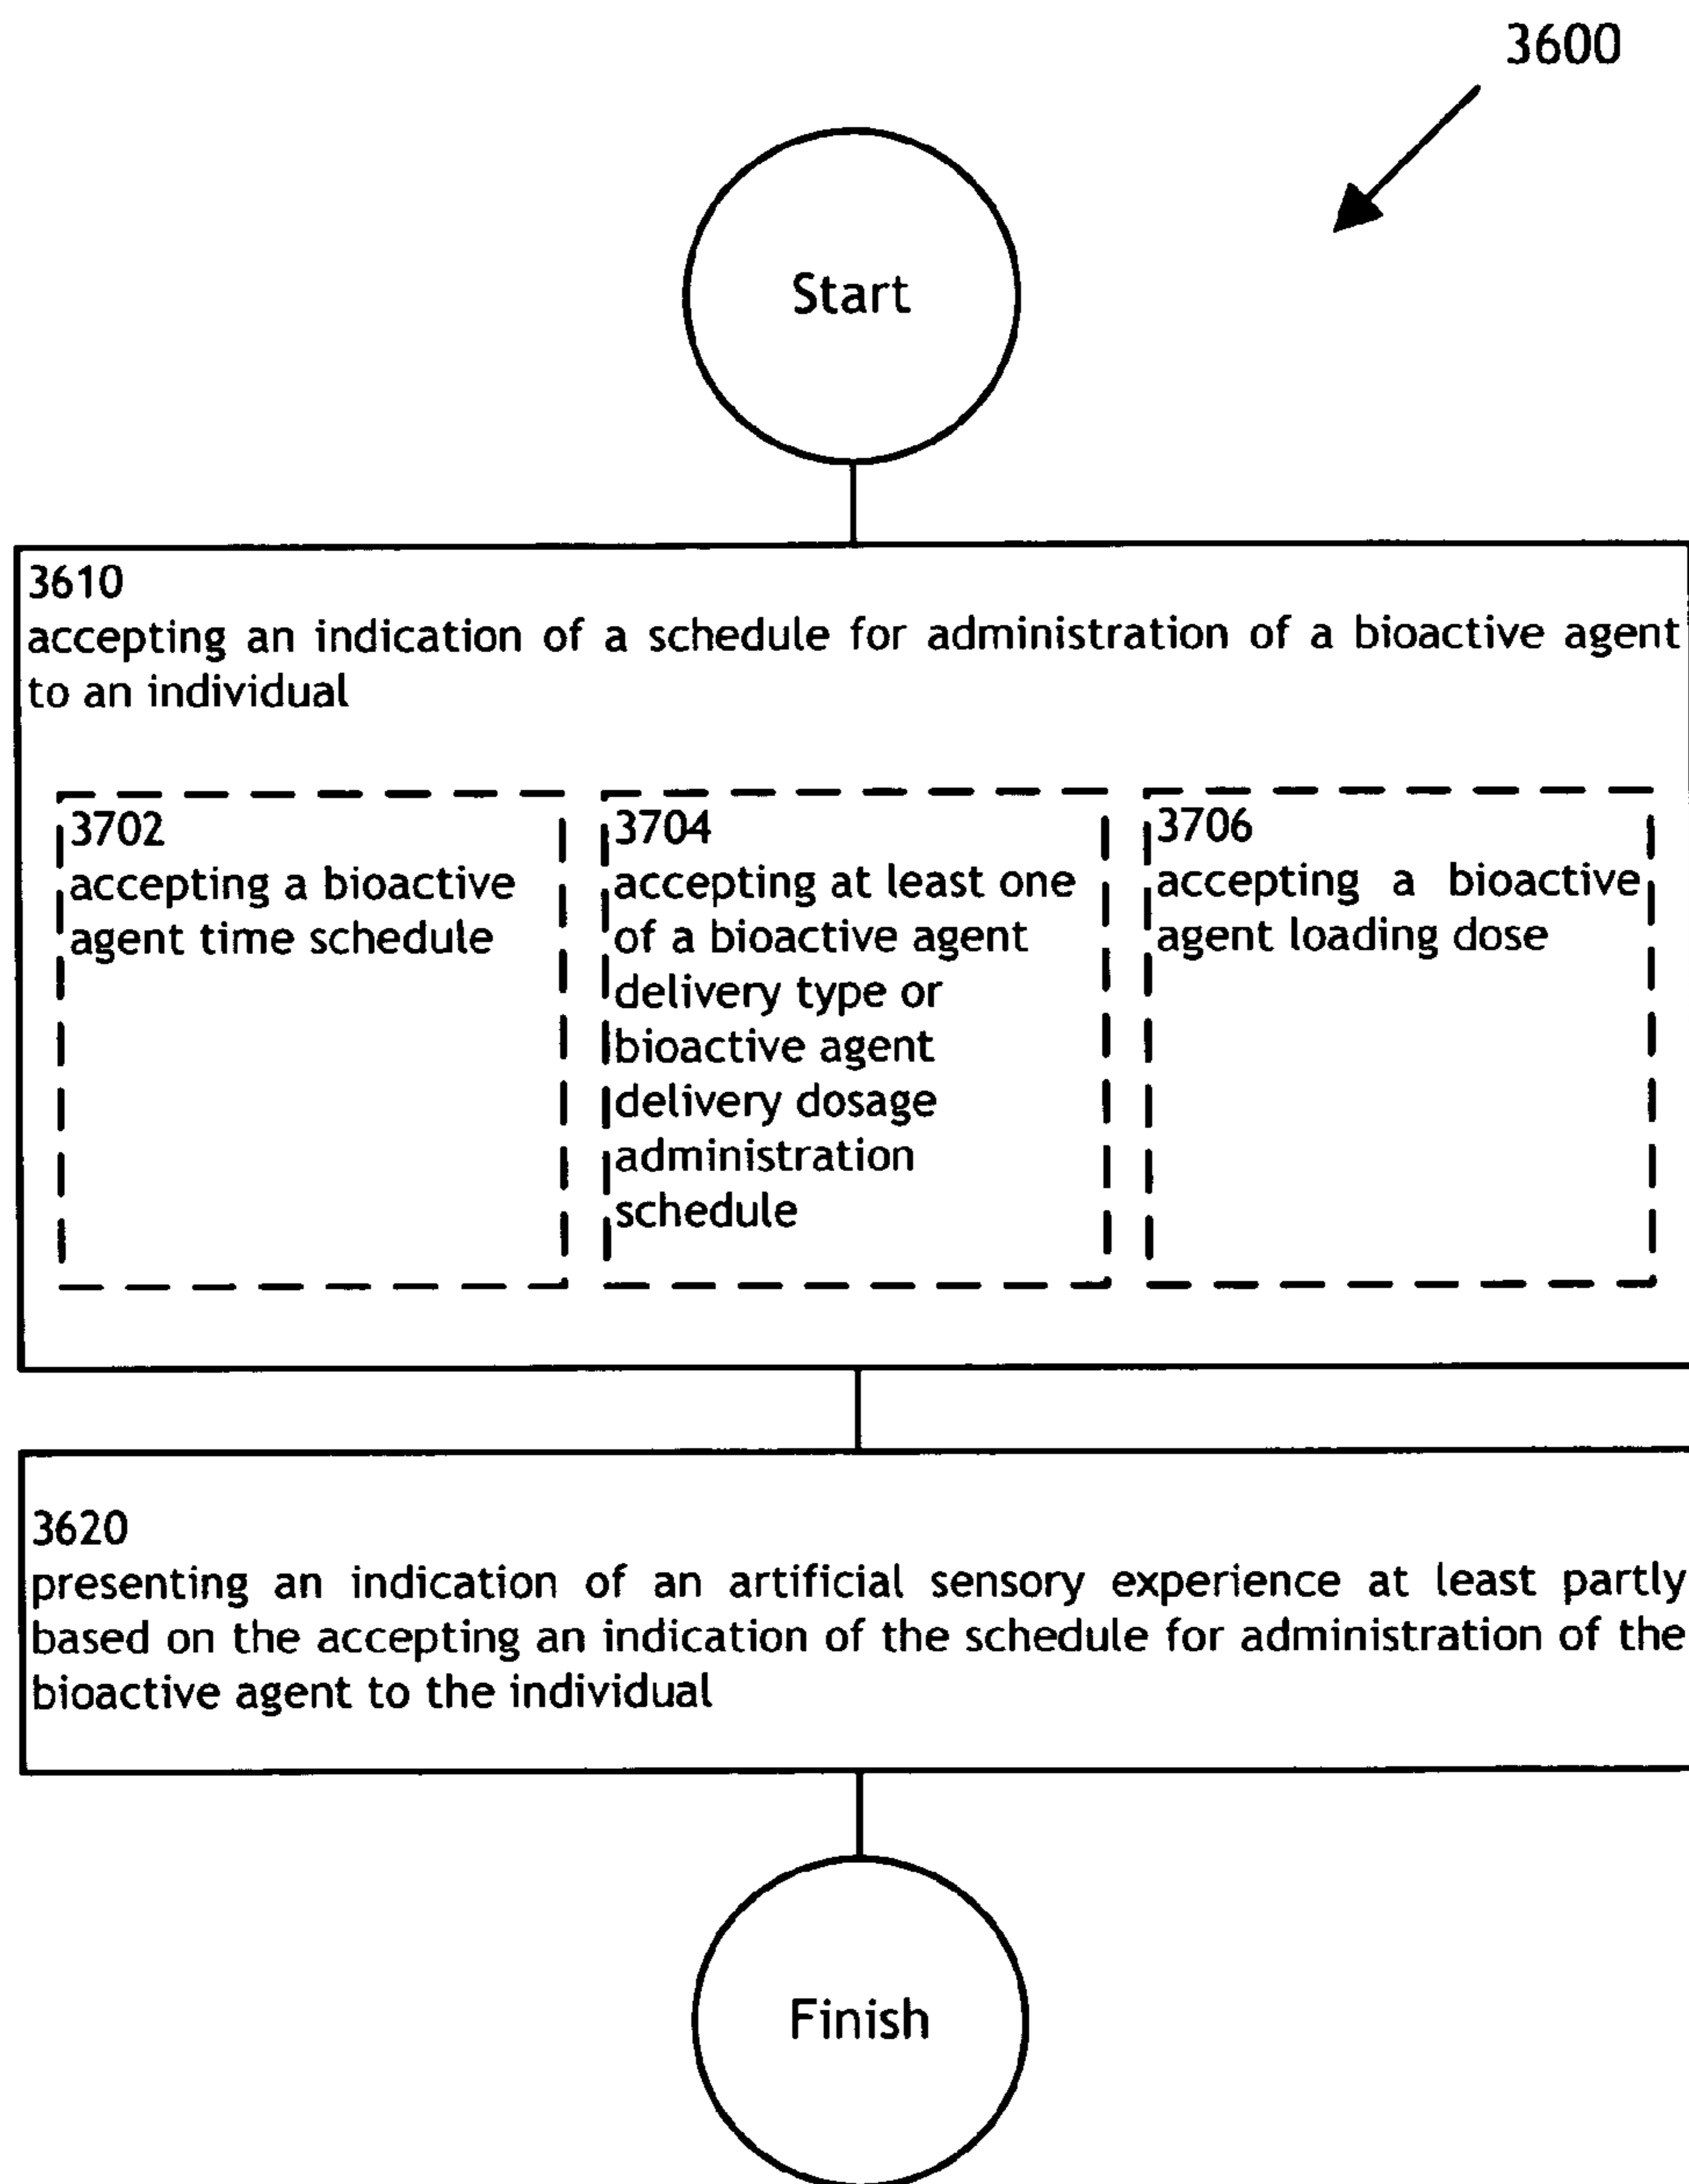 3600
Start
3610
accepting an indication of a schedule for administration of a bioactive agent
to an individual
3702
accepting a bioactive
agent time schedule
3704
accepting at least one
of a bioactive agent
delivery type or
bioactive agent
delivery dosage
administration
schedule
3706
accepting a bioactive
agent loading dose
3620
presenting an indication of an artificial sensory experience at least partly
based on the accepting an indication of the schedule for administration of the
bioactive agent to the individual
Finish